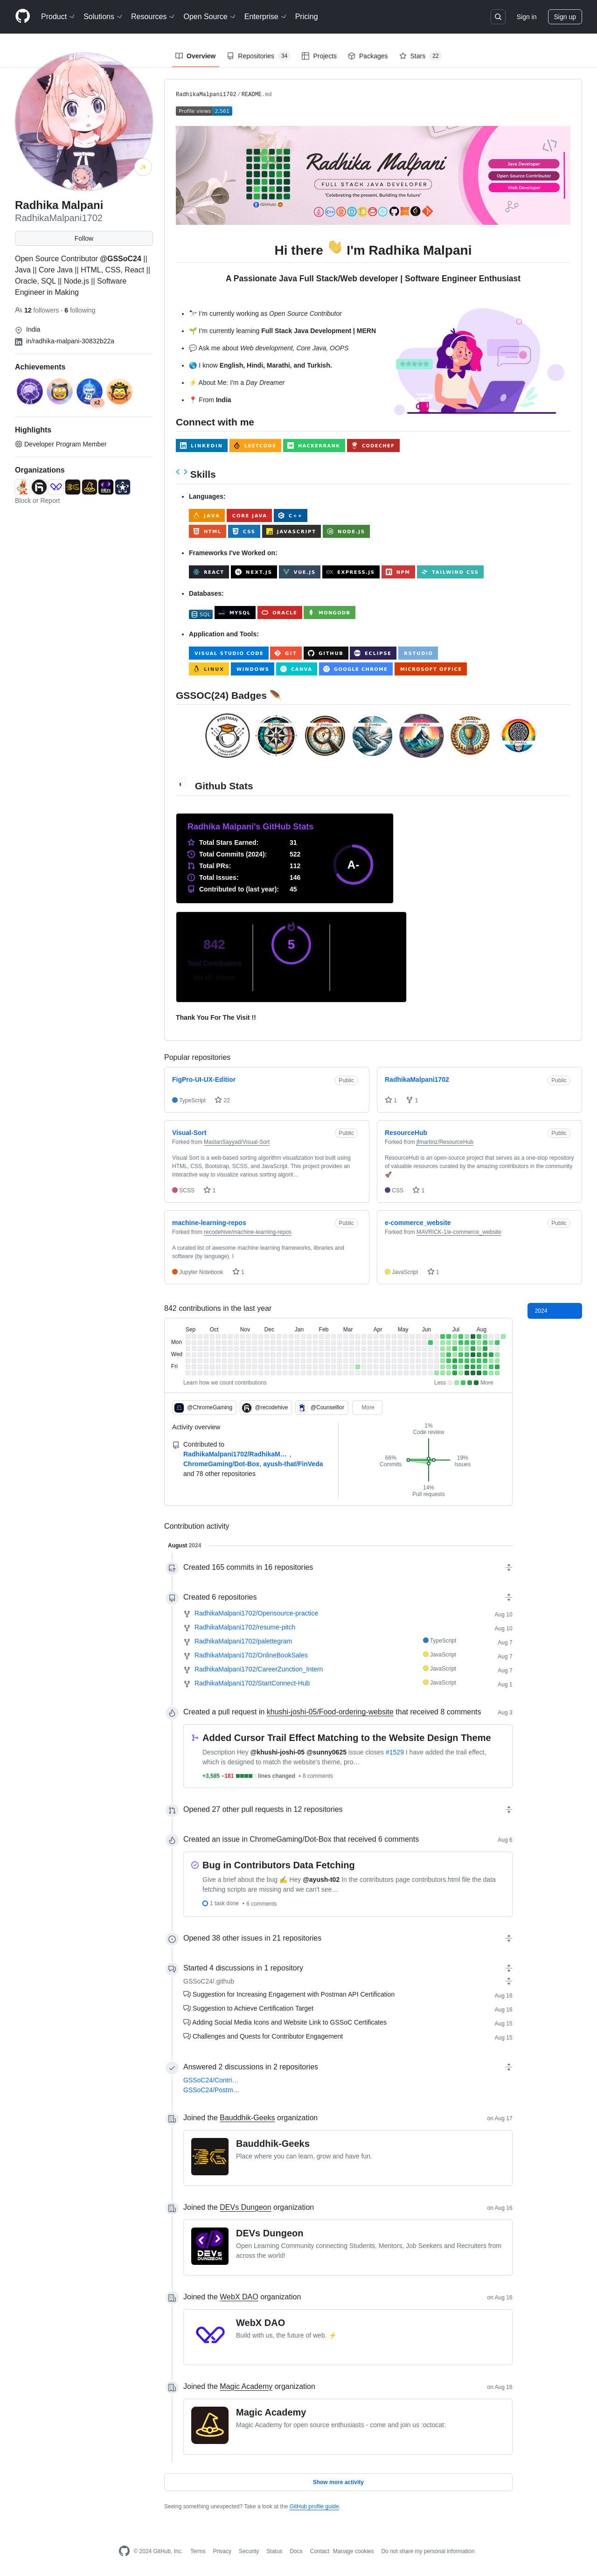 Product Solutions Resources Open Source Enterprise Pricing Sign in Sign up
Overview Repositories 34 Projects Packages Stars 22
Radhika Malpani
RadhikaMalpani1702
Follow
Open Source Contributor @GSSoC24 ||
Java || Core Java || HTML, CSS, React ||
Oracle, SQL || Node.js || Software
Engineer in Making
12 followers · 6 following
India
in/radhika-malpani-30832b22a
Achievements
x2
Highlights
Developer Program Member
Organizations
Block or Report
RadhikaMalpani1702 / README.md
Profile views 2,561
Radhika Malpani
FULL STACK JAVA DEVELOPER
GitHub
Java Developer
Open Source Contributor
Web Developer
Hi there 👋 I'm Radhika Malpani
A Passionate Java Full Stack/Web developer | Software Engineer Enthusiast
🔭 I'm currently working as Open Source Contributor
🌱 I'm currently learning Full Stack Java Development | MERN
💬 Ask me about Web development, Core Java, OOPS
🌎 I know English, Hindi, Marathi, and Turkish.
⚡ About Me: I'm a Day Dreamer
📍 From India
Connect with me
LINKEDIN LEETCODE HACKERRANK CODECHEF
Skills
Languages:
JAVA CORE JAVA C++
HTML CSS JAVASCRIPT NODE.JS
Frameworks I've Worked on:
REACT NEXT.JS VUE.JS EX EXPRESS.JS NPM TAILWIND CSS
Databases:
SQL MYSQL ORACLE MONGODB
Application and Tools:
VISUAL STUDIO CODE GIT GITHUB ECLIPSE RSTUDIO
LINUX WINDOWS CANVA GOOGLE CHROME MICROSOFT OFFICE
GSSOC(24) Badges
POSTMAN
Github Stats
Radhika Malpani's GitHub Stats
Total Stars Earned: 31
Total Commits (2024): 522
Total PRs: 112
Total Issues: 146
Contributed to (last year): 45
A-
842
Total Contributions
5
Thank You For The Visit !!
Popular repositories
FigPro-UI-UX-Editior Public
TypeScript 22
RadhikaMalpani1702 Public
1 1
Visual-Sort Public
Forked from MastanSayyad/Visual-Sort
Visual Sort is a web-based sorting algorithm visualization tool built using
HTML, CSS, Bootstrap, SCSS, and JavaScript. This project provides an
interactive way to visualize various sorting algorit…
SCSS 1
ResourceHub Public
Forked from jfmartinz/ResourceHub
ResourceHub is an open-source project that serves as a one-stop repository
of valuable resources curated by the amazing contributors in the community
🚀
CSS 1
machine-learning-repos Public
Forked from recodehive/machine-learning-repos
A curated list of awesome machine learning frameworks, libraries and
software (by language). I
Jupyter Notebook 1
e-commerce_website Public
Forked from MAVRICK-1/e-commerce_website
JavaScript 1
842 contributions in the last year
2024
Sep Oct Nov Dec Jan Feb Mar Apr May Jun Jul Aug
Mon
Wed
Fri
Learn how we count contributions Less More
@ChromeGaming @recodehive @Counselllor More
Activity overview
Contributed to
RadhikaMalpani1702/RadhikaM… ,
ChromeGaming/Dot-Box, ayush-that/FinVeda
and 78 other repositories
1%
Code review
66%
Commits
19%
Issues
14%
Pull requests
Contribution activity
August 2024
Created 165 commits in 16 repositories
Created 6 repositories
RadhikaMalpani1702/Opensource-practice Aug 10
RadhikaMalpani1702/resume-pitch Aug 10
RadhikaMalpani1702/palettegram TypeScript Aug 7
RadhikaMalpani1702/OnlineBookSales JavaScript Aug 7
RadhikaMalpani1702/CareerZunction_Intern JavaScript Aug 7
RadhikaMalpani1702/StartConnect-Hub JavaScript Aug 1
Created a pull request in khushi-joshi-05/Food-ordering-website that received 8 comments Aug 3
Added Cursor Trail Effect Matching to the Website Design Theme
Description Hey @khushi-joshi-05 @sunny0625 issue closes #1529 I have added the trail effect,
which is designed to match the website's theme, pro…
+3,585 −181 lines changed • 8 comments
Opened 27 other pull requests in 12 repositories
Created an issue in ChromeGaming/Dot-Box that received 6 comments Aug 6
Bug in Contributors Data Fetching
Give a brief about the bug ✍️ Hey @ayush-t02 In the contributors page contributors.html file the data
fetching scripts are missing and we can't see…
1 task done • 6 comments
Opened 38 other issues in 21 repositories
Started 4 discussions in 1 repository
GSSoC24/.github
Suggestion for Increasing Engagement with Postman API Certification Aug 16
Suggestion to Achieve Certification Target Aug 16
Adding Social Media Icons and Website Link to GSSoC Certificates Aug 15
Challenges and Quests for Contributor Engagement Aug 15
Answered 2 discussions in 2 repositories
GSSoC24/Contri…
GSSoC24/Postm…
Joined the Bauddhik-Geeks organization on Aug 17
Bauddhik-Geeks
Place where you can learn, grow and have fun.
Joined the DEVs Dungeon organization on Aug 16
DEVs
DUNGEON
DEVs Dungeon
Open Learning Community connecting Students, Mentors, Job Seekers and Recruiters from
across the world!
Joined the WebX DAO organization on Aug 16
WebX DAO
Build with us, the future of web. ⚡
Joined the Magic Academy organization on Aug 16
Magic Academy
Magic Academy for open source enthusiasts - come and join us :octocat:
Show more activity
Seeing something unexpected? Take a look at the GitHub profile guide.
© 2024 GitHub, Inc. Terms Privacy Security Status Docs Contact Manage cookies Do not share my personal information